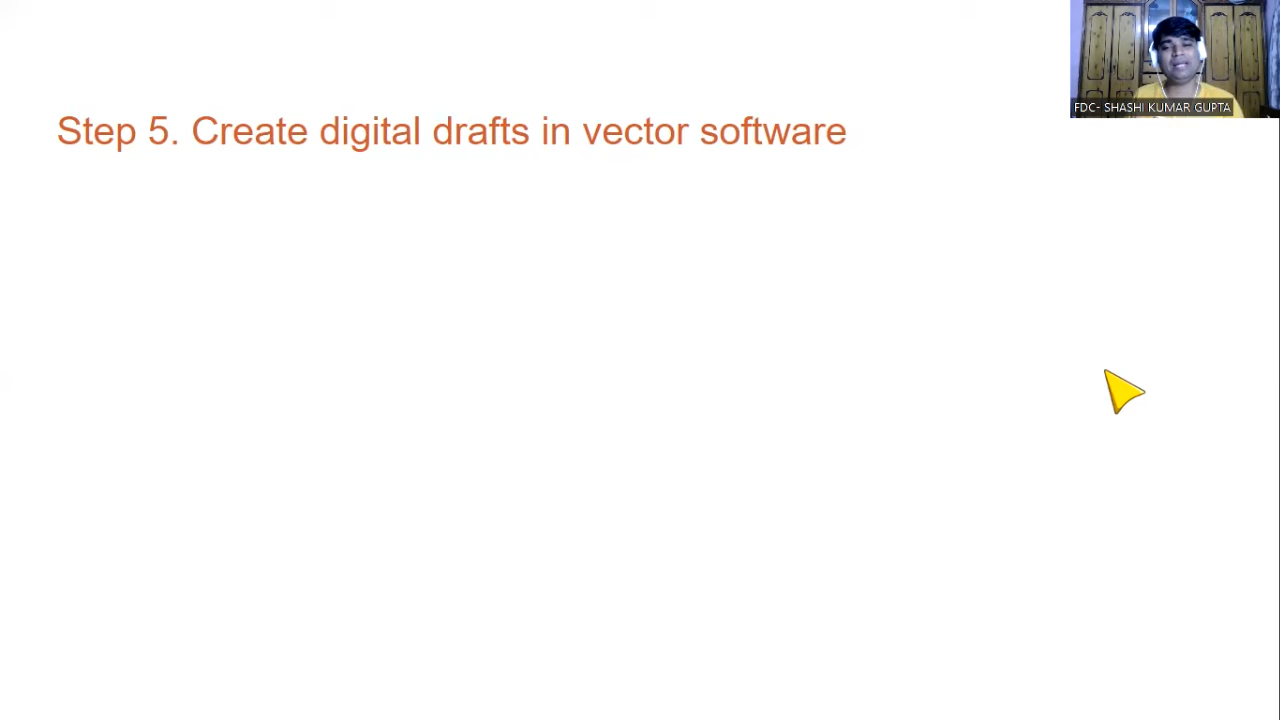 Step 5. Create digital drafts in vector software
FDC- SHASHI KUMAR GUPTA